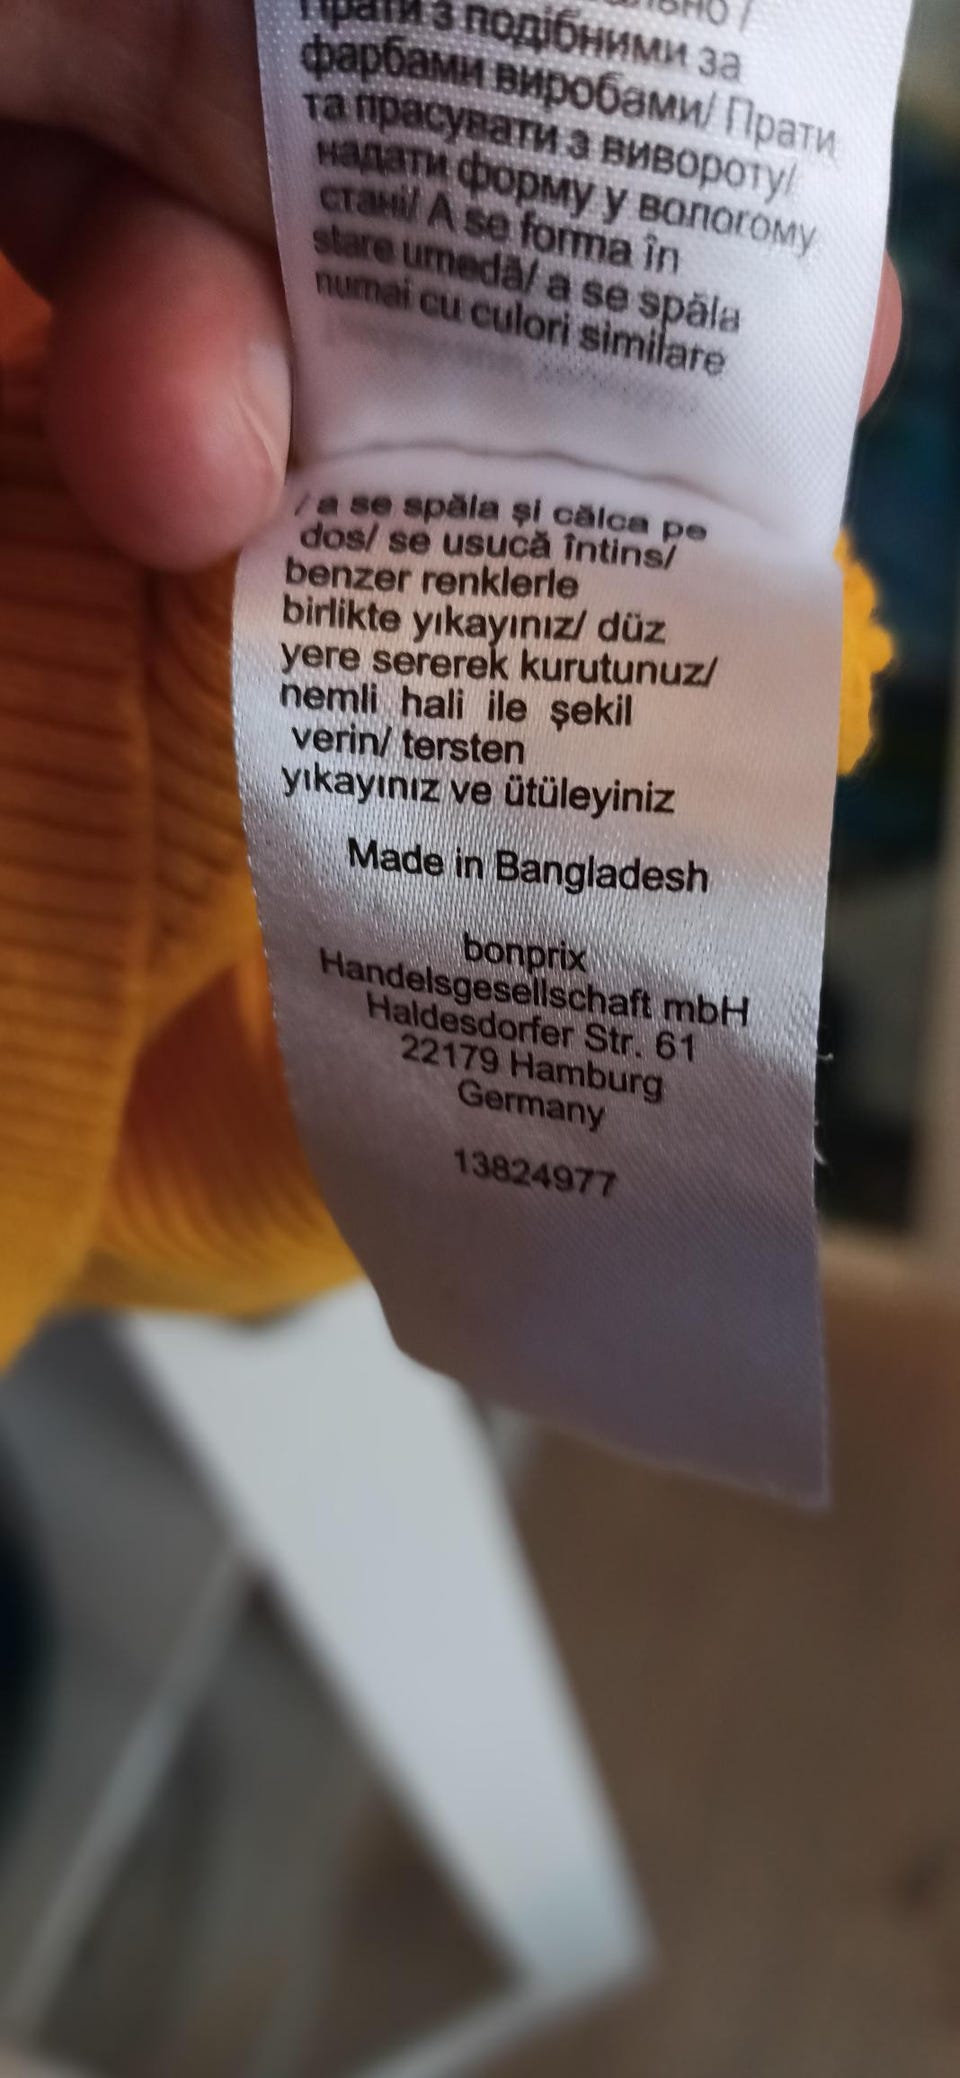 Прати з подібними за
фарбами виробами/ Прати
та прасувати з вивороту/
надати форму у вологому
стані/ A se forma în
stare umedă/ a se spăla
numai cu culori similare
/ a se spăla și călca pe
dos/ se usucă întins/
benzer renklerle
birlikte yıkayınız/ düz
yere sererek kurutunuz/
nemli hali ile şekil
verin/ tersten
yıkayınız ve ütüleyiniz
Made in Bangladesh
bonprix
Handelsgesellschaft mbH
Haldesdorfer Str. 61
22179 Hamburg
Germany
13824977